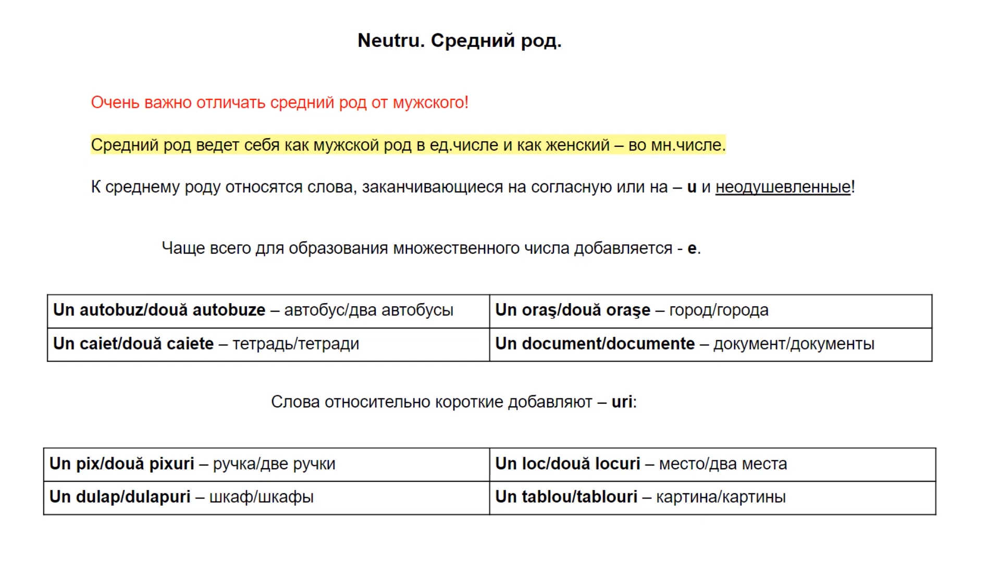 Neutru. Средний род.
Очень важно отличать средний род от мужского!
Средний род ведет себя как мужской род в ед.числе и как женский – во мн.числе.
К среднему роду относятся слова, заканчивающиеся на согласную или на – u и неодушевленные!
Чаще всего для образования множественного числа добавляется - e.
Un autobuz/două autobuze – автобус/два автобусы
Un oraş/două oraşe – город/города
Un caiet/două caiete – тетрадь/тетради
Un document/documente – документ/документы
Слова относительно короткие добавляют – uri:
Un pix/două pixuri – ручка/две ручки
Un loc/două locuri – место/два места
Un dulap/dulapuri – шкаф/шкафы
Un tablou/tablouri – картина/картины